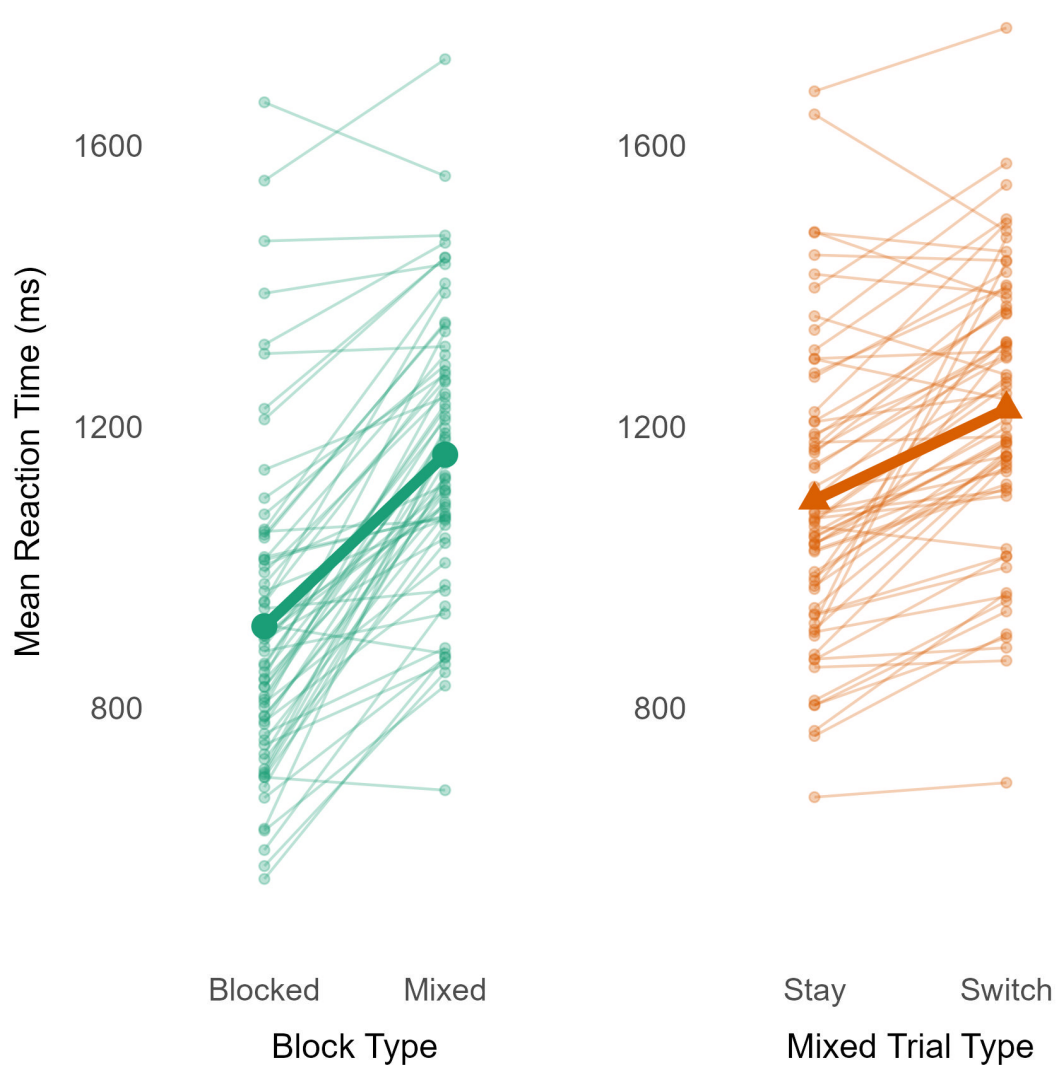 Mean Reaction Time (ms)
1600
1200
800
Blocked Mixed
Block Type
1600
1200
800
Stay Switch
Mixed Trial Type